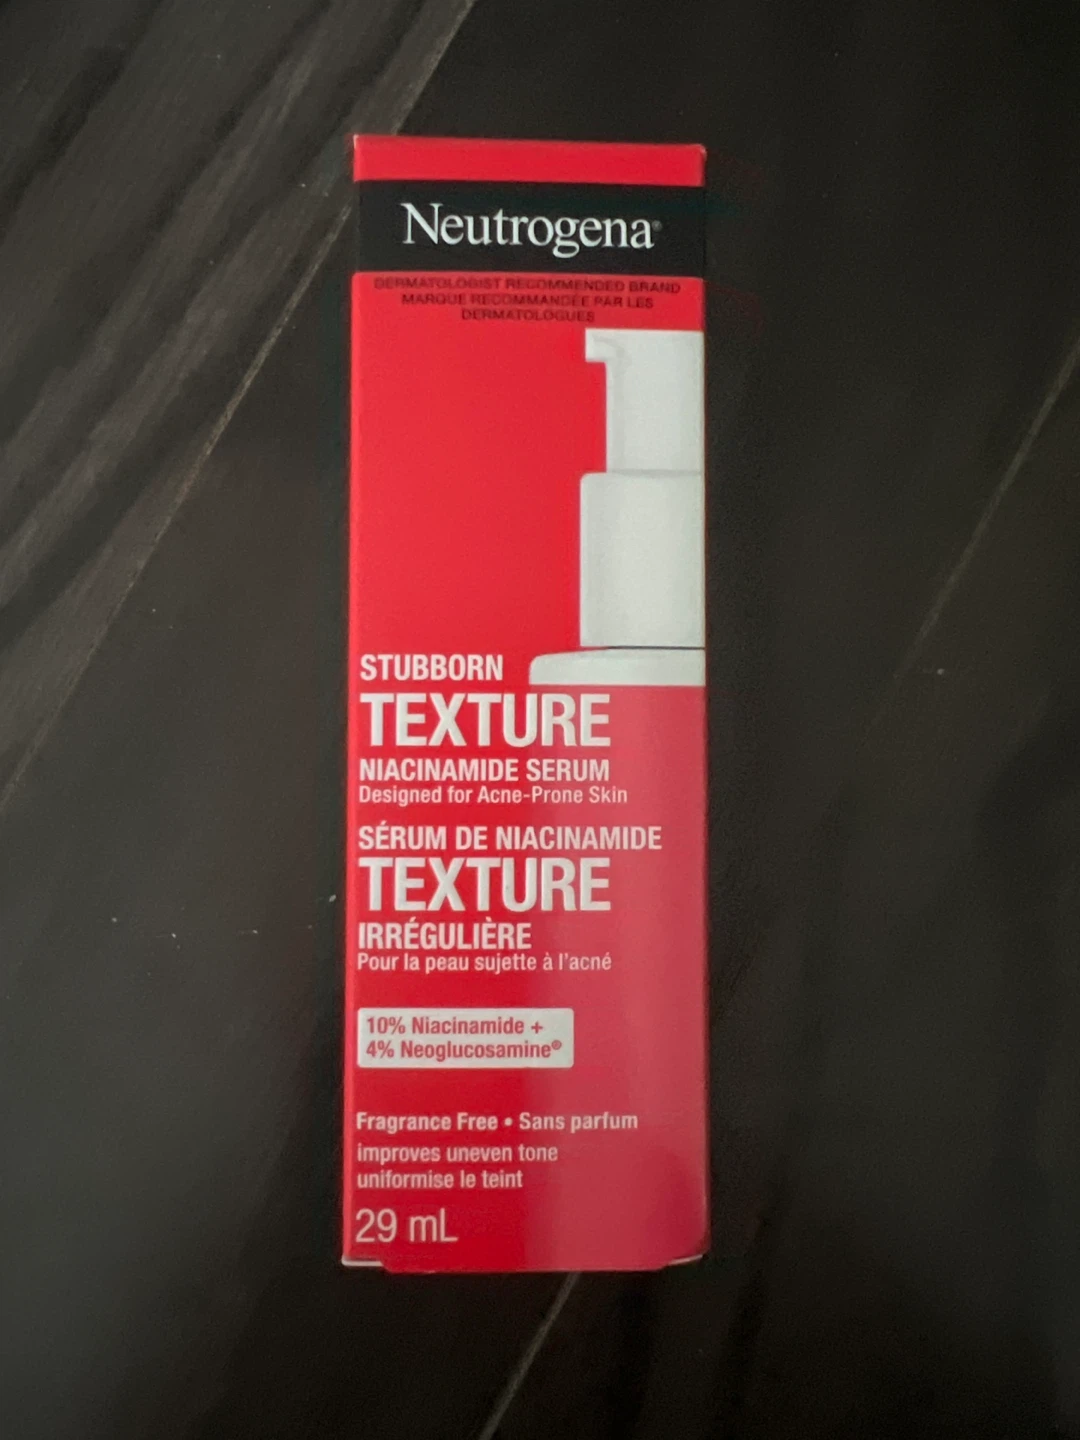 Neutrogena®
DERMATOLOGIST RECOMMENDED BRAND
MARQUE RECOMMANDÉE PAR LES
DERMATOLOGUES
STUBBORN
TEXTURE
NIACINAMIDE SERUM
Designed for Acne-Prone Skin
SÉRUM DE NIACINAMIDE
TEXTURE
IRRÉGULIÈRE
Pour la peau sujette à l'acné
10% Niacinamide +
4% Neoglucosamine®
Fragrance Free • Sans parfum
improves uneven tone
uniformise le teint
29 mL